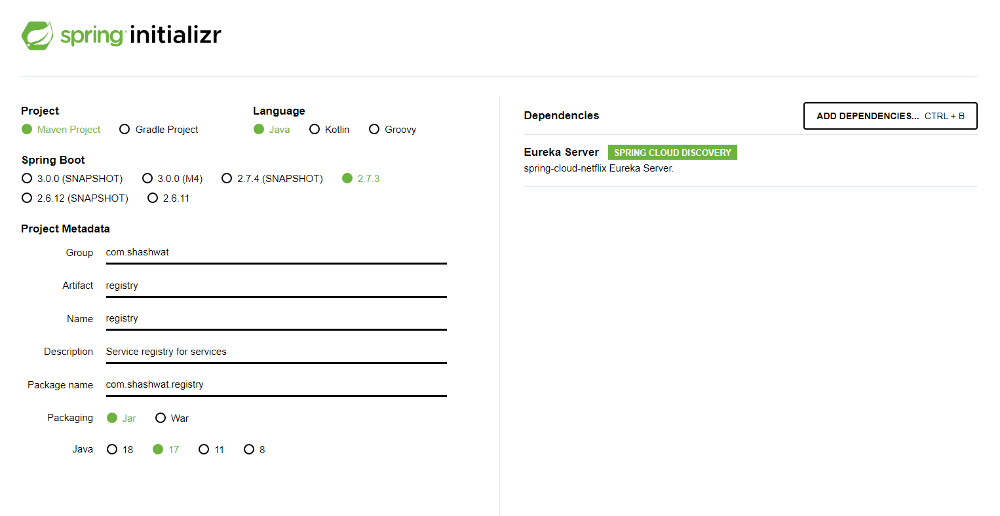 spring initializr
Project
Maven Project Gradle Project
Language
Java Kotlin Groovy
Spring Boot
3.0.0 (SNAPSHOT) 3.0.0 (M4) 2.7.4 (SNAPSHOT) 2.7.3
2.6.12 (SNAPSHOT) 2.6.11
Project Metadata
Group com.shashwat
Artifact registry
Name registry
Description Service registry for services
Package name com.shashwat.registry
Packaging Jar War
Java 18 17 11 8
Dependencies ADD DEPENDENCIES... CTRL + B
Eureka Server SPRING CLOUD DISCOVERY
spring-cloud-netflix Eureka Server.